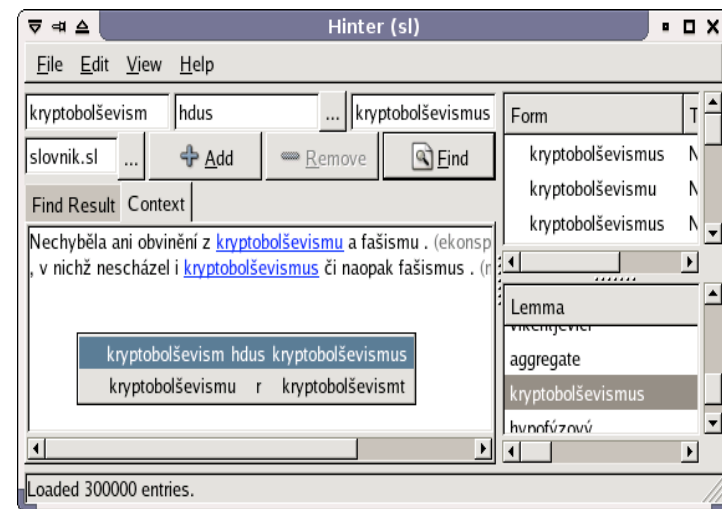 Hinter (sl)
File Edit View Help
kryptobolševism hdus ... kryptobolševismus
slovnik.sl ... Add Remove Find
Find Result Context
Nechyběla ani obvinění z kryptobolševismu a fašismu . (ekonsp
, v nichž nescházel i kryptobolševismus či naopak fašismus . (
kryptobolševism hdus kryptobolševismus
kryptobolševismu r kryptobolševismt
Form T
kryptobolševismus N
kryptobolševismu N
kryptobolševismus N
Lemma
aggregate
kryptobolševismus
hypofýzový
Loaded 300000 entries.